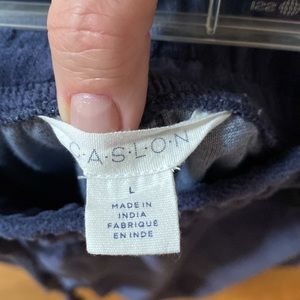 C·A·S·L·O·N
L
MADE IN
INDIA
FABRIQUÉ
EN INDE